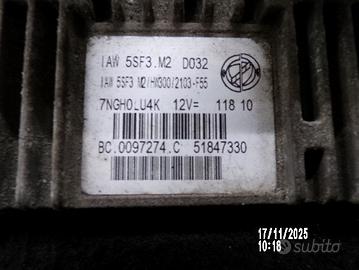 IAW 5SF3.M2 D032
IAW 5SF3 M2/HW300/2103-F55
7NGH0LU4K 12V= 118 10
BC.0097274.C 51847330
17/11/2025
10:18
subito